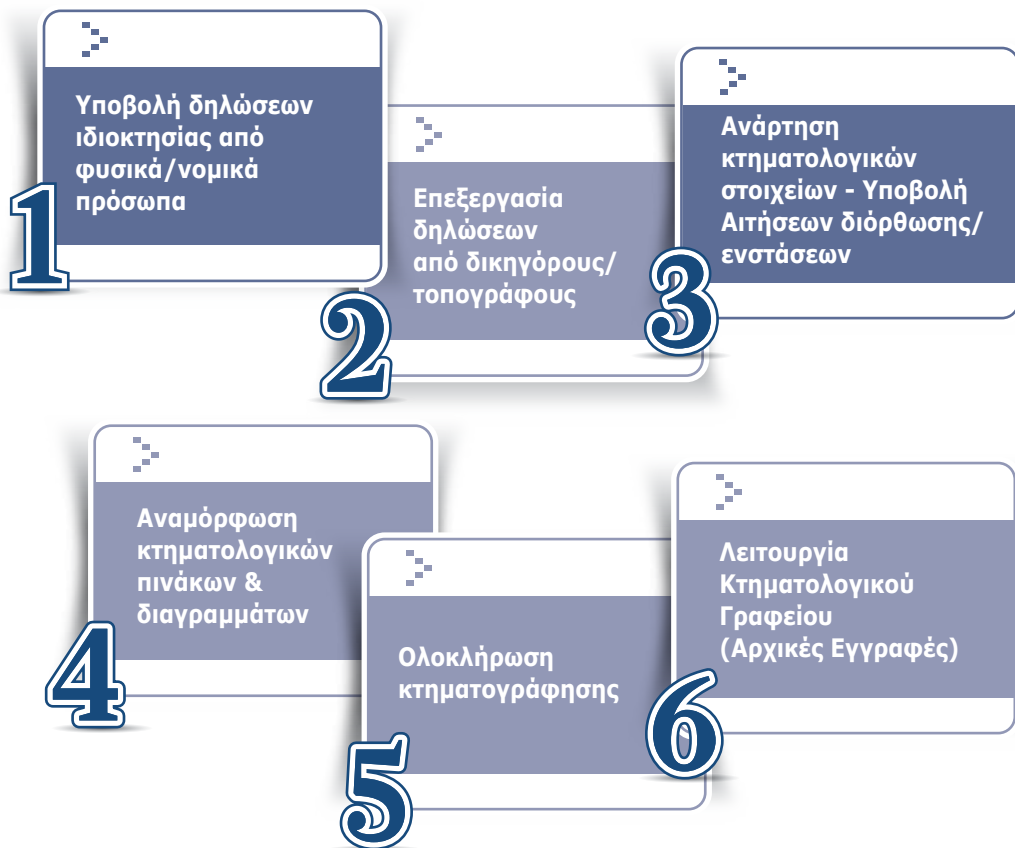 1
Υποβολή δηλώσεων
ιδιοκτησίας από
φυσικά/νομικά
πρόσωπα
2
Επεξεργασία
δηλώσεων
από δικηγόρους/
τοπογράφους
3
Ανάρτηση
κτηματολογικών
στοιχείων - Υποβολή
Αιτήσεων διόρθωσης/
ενστάσεων
4
Αναμόρφωση
κτηματολογικών
πινάκων &
διαγραμμάτων
5
Ολοκλήρωση
κτηματογράφησης
6
Λειτουργία
Κτηματολογικού
Γραφείου
(Αρχικές Εγγραφές)